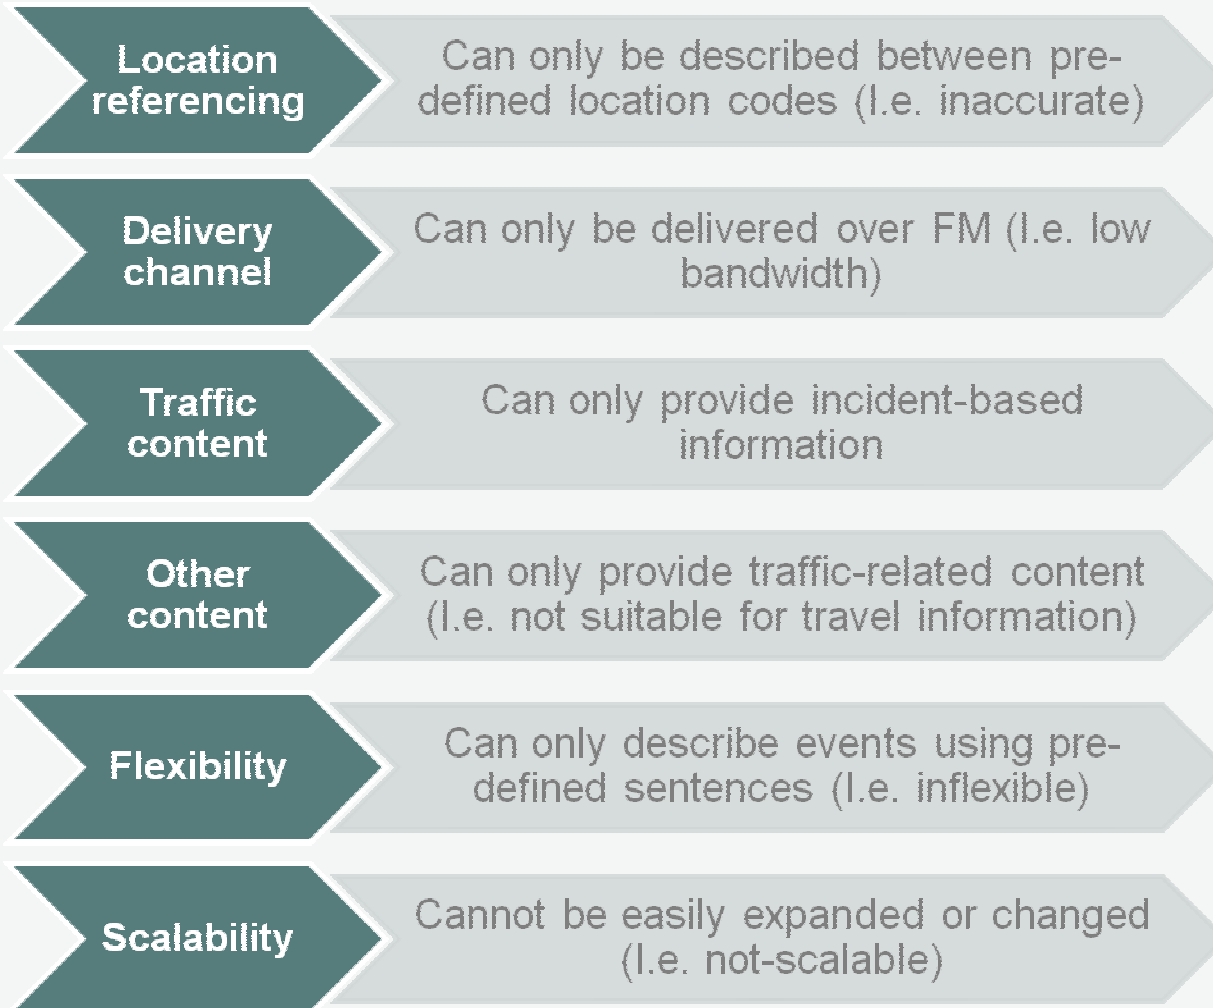 Location
referencing
Can only be described between pre-
defined location codes (I.e. inaccurate)
Delivery
channel
Can only be delivered over FM (I.e. low
bandwidth)
Traffic
content
Can only provide incident-based
information
Other
content
Can only provide traffic-related content
(I.e. not suitable for travel information)
Flexibility
Can only describe events using pre-
defined sentences (I.e. inflexible)
Scalability
Cannot be easily expanded or changed
(I.e. not-scalable)